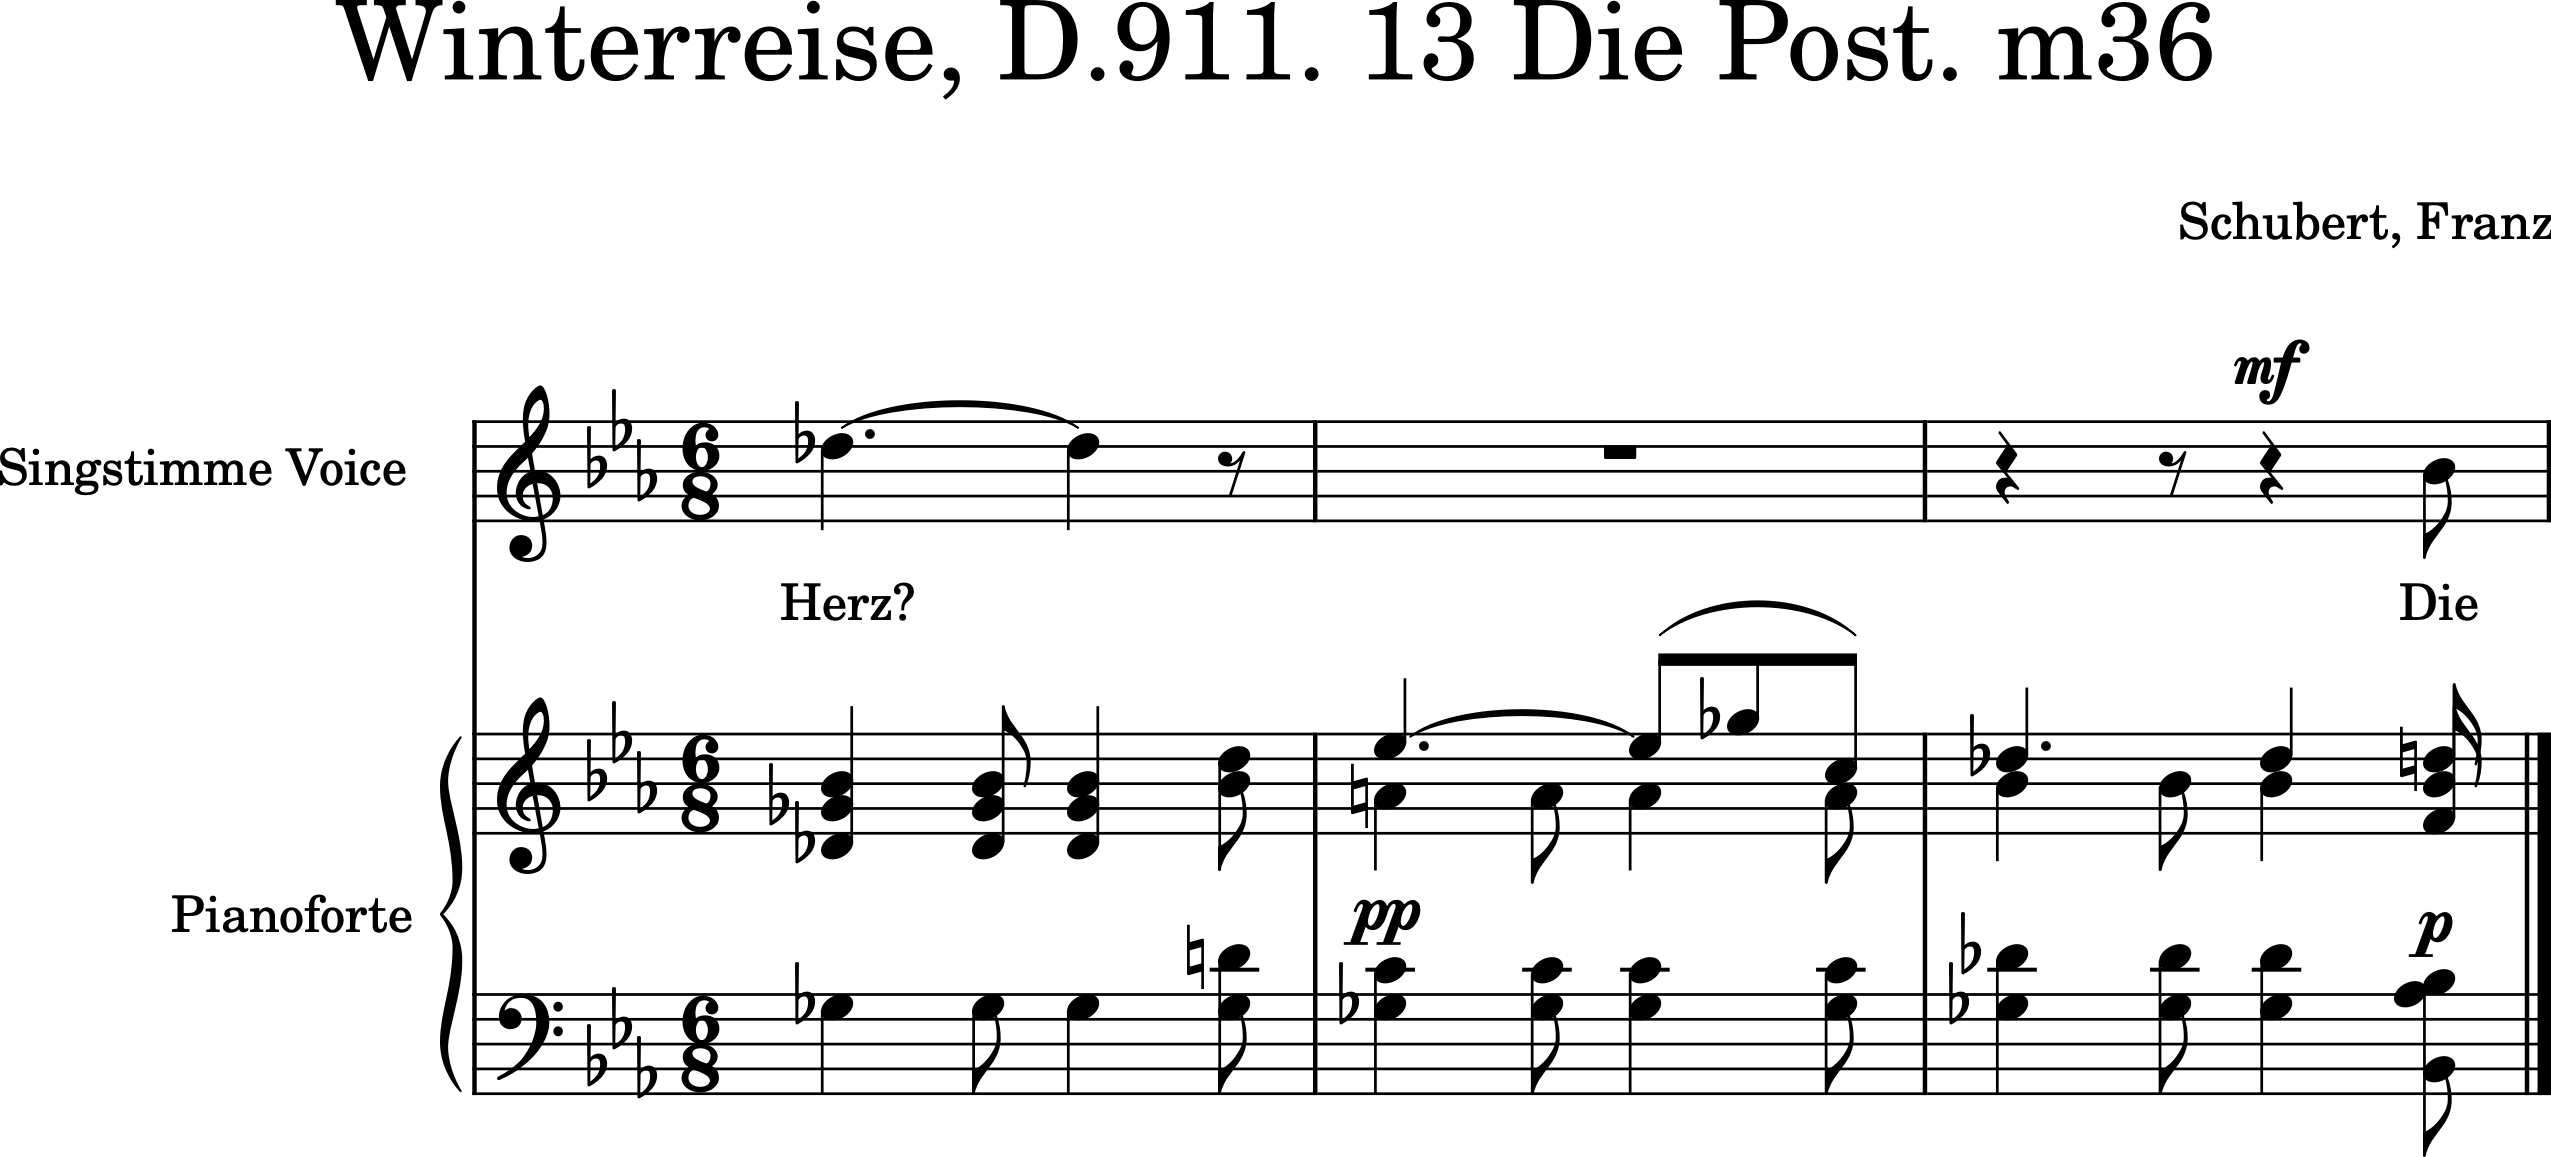 Winterreise, D.911. 13 Die Post. m36
Schubert, Franz
mf
Singstimme Voice
Herz? Die
pp p
Pianoforte